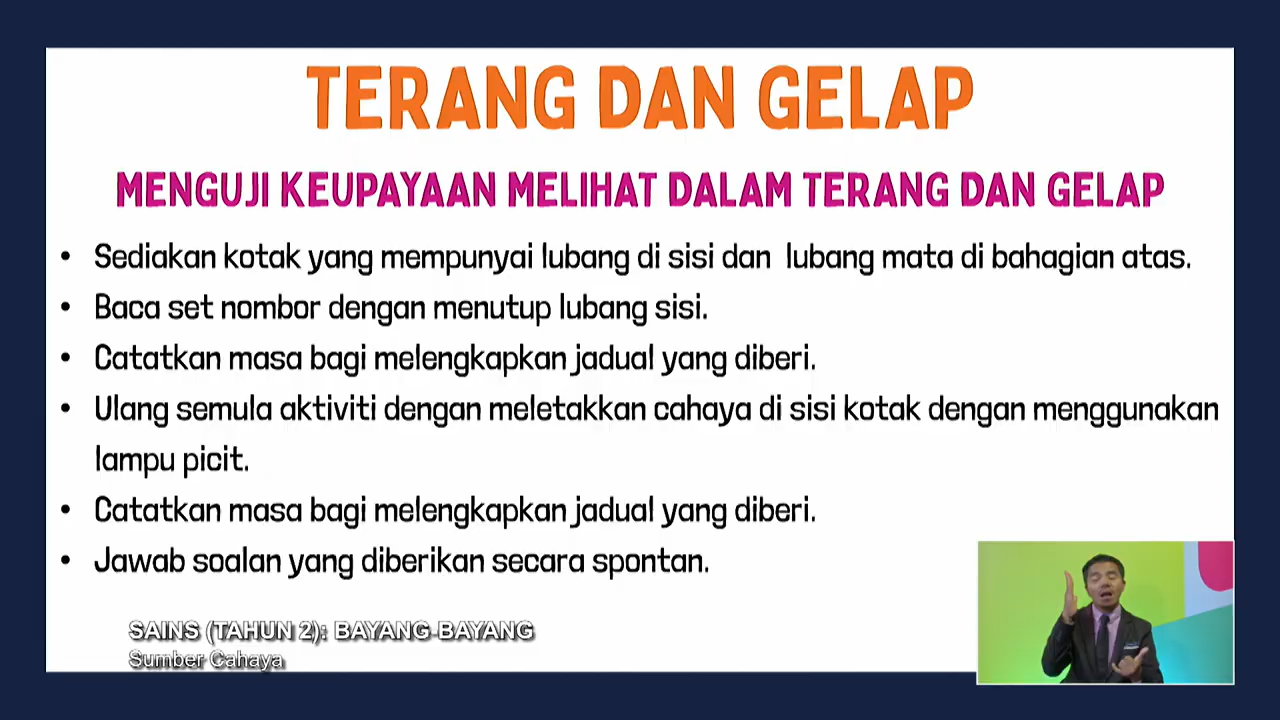 TERANG DAN GELAP
MENGUJI KEUPAYAAN MELIHAT DALAM TERANG DAN GELAP
• Sediakan kotak yang mempunyai lubang di sisi dan lubang mata di bahagian atas.
• Baca set nombor dengan menutup lubang sisi.
• Catatkan masa bagi melengkapkan jadual yang diberi.
• Ulang semula aktiviti dengan meletakkan cahaya di sisi kotak dengan menggunakan
lampu picit.
• Catatkan masa bagi melengkapkan jadual yang diberi.
• Jawab soalan yang diberikan secara spontan.
SAINS (TAHUN 2): BAYANG-BAYANG
Sumber Cahaya